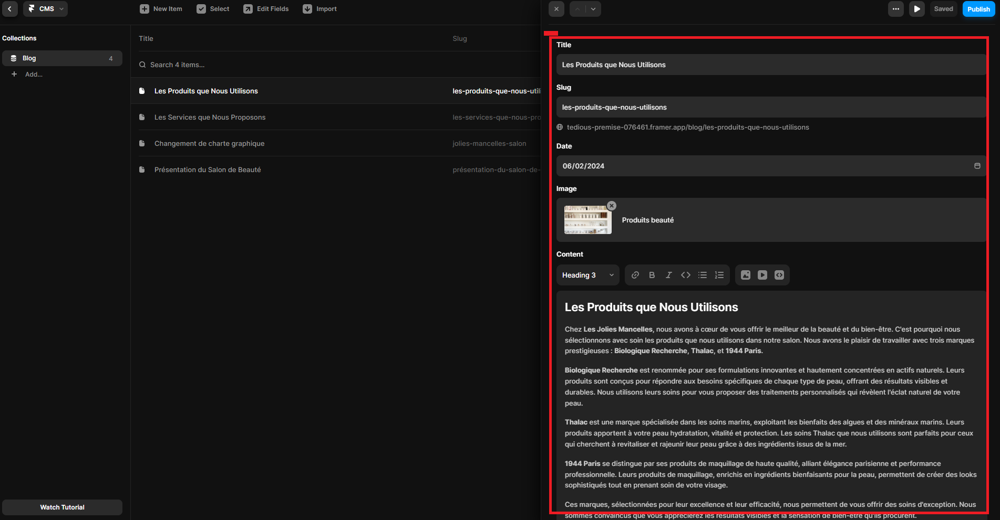 CMS
New Item
Select
Edit Fields
Import
Saved
Publish
Collections
Blog
4
Add...
Title
Slug
Search 4 items...
Les Produits que Nous Utilisons
les-produits-que-nous-utili
Les Services que Nous Proposons
les-services-que-nous-pro
Changement de charte graphique
jolies-mancelles-salon
Présentation du Salon de Beauté
présentation-du-salon-de-
Watch Tutorial
Title
Les Produits que Nous Utilisons
Slug
les-produits-que-nous-utilisons
tedious-premise-076461.framer.app/blog/les-produits-que-nous-utilisons
Date
06/02/2024
Image
Produits beauté
Content
Heading 3
Les Produits que Nous Utilisons
Chez Les Jolies Mancelles, nous avons à cœur de vous offrir le meilleur de la beauté et du bien-être. C'est pourquoi nous
sélectionnons avec soin les produits que nous utilisons dans notre salon. Nous avons le plaisir de travailler avec trois marques
prestigieuses : Biologique Recherche, Thalac, et 1944 Paris.
Biologique Recherche est renommée pour ses formulations innovantes et hautement concentrées en actifs naturels. Leurs
produits sont conçus pour répondre aux besoins spécifiques de chaque type de peau, offrant des résultats visibles et
durables. Nous utilisons leurs soins pour vous proposer des traitements personnalisés qui révèlent l'éclat naturel de votre
peau.
Thalac est une marque spécialisée dans les soins marins, exploitant les bienfaits des algues et des minéraux marins. Leurs
produits apportent à votre peau hydratation, vitalité et protection. Les soins Thalac que nous utilisons sont parfaits pour ceux
qui cherchent à revitaliser et rajeunir leur peau grâce à des ingrédients issus de la mer.
1944 Paris se distingue par ses produits de maquillage de haute qualité, alliant élégance parisienne et performance
professionnelle. Leurs produits de maquillage, enrichis en ingrédients bienfaisants pour la peau, permettent de créer des looks
sophistiqués tout en prenant soin de votre visage.
Ces marques, sélectionnées pour leur excellence et leur efficacité, nous permettent de vous offrir des soins d'exception. Nous
sommes convaincus que vous apprécierez les résultats visibles et la sensation de bien-être qu'ils procurent.